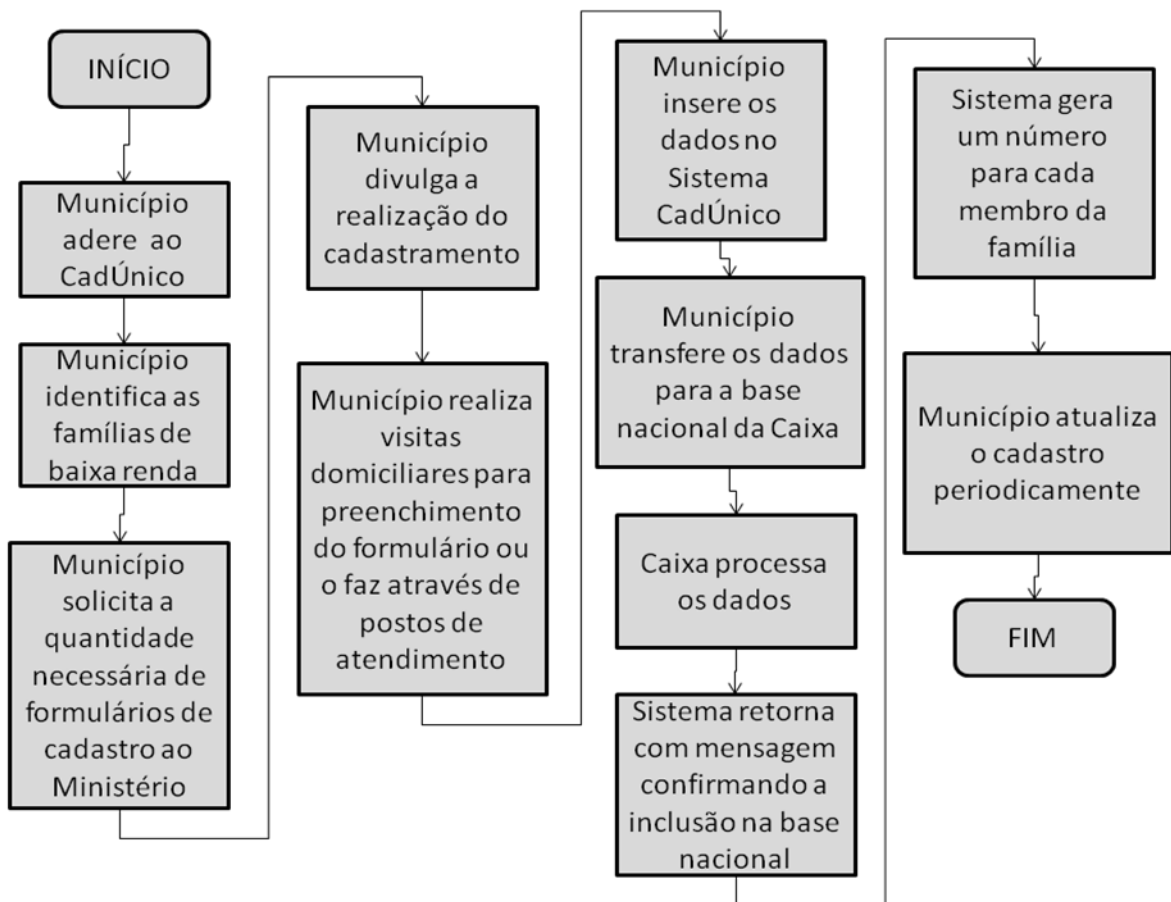 INÍCIO
Município
adere ao
CadÚnico
Município
identifica as
famílias de
baixa renda
Município
solicita a
quantidade
necessária de
formulários de
cadastro ao
Ministério
Município
divulga a
realização do
cadastramento
Município realiza
visitas
domiciliares para
preenchimento
do formulário ou
o faz através de
postos de
atendimento
Município
insere os
dados no
Sistema
CadÚnico
Município
transfere os dados
para a base
nacional da Caixa
Caixa processa
os dados
Sistema retorna
com mensagem
confirmando a
inclusão na base
nacional
Sistema gera
um número
para cada
membro da
família
Município atualiza
o cadastro
periodicamente
FIM